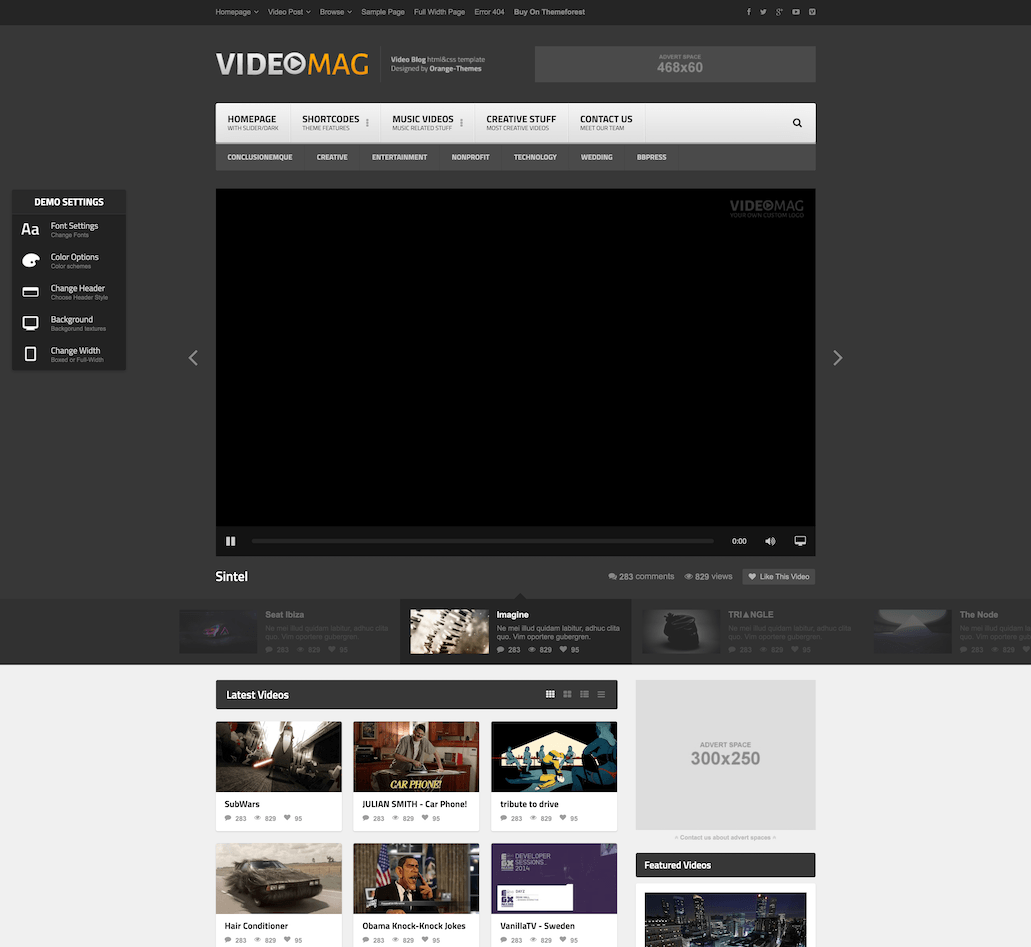 Homepage Video Post Browse Sample Page Full Width Page Error 404 Buy On Themeforest
VIDEOMAG
Video Blog html&css template
Designed by Orange-Themes
ADVERT SPACE
468x60
HOMEPAGE SHORTCODES MUSIC VIDEOS CREATIVE STUFF CONTACT US
WITH SLIDER/DARK THEME FEATURES MUSIC RELATED STUFF MOST CREATIVE VIDEOS MEET OUR TEAM
CONCLUSIONEMQUE CREATIVE ENTERTAINMENT NONPROFIT TECHNOLOGY WEDDING BBPRESS
DEMO SETTINGS
Aa
Font Settings
Change Fonts
Color Options
Color schemes
Change Header
Choose Header Style
Background
Background textures
Change Width
Boxed or Full-Width
VIDEOMAG
YOUR OWN CUSTOM LOGO
0:00
Sintel
283 comments 829 views Like This Video
Seat Ibiza
Ne mei illud quidam labitur, adhuc clita
quo. Vim oportere gubergren.
283 829 95
Imagine
Ne mei illud quidam labitur, adhuc clita
quo. Vim oportere gubergren.
283 829 95
TRI▲NGLE
Ne mei illud quidam labitur, adhuc clita
quo. Vim oportere gubergren.
283 829 95
The Node
Ne mei illud quidam
quo. Vim oportere g
283 829
Latest Videos
CAR PHONE!
SubWars
283 829 95
JULIAN SMITH - Car Phone!
283 829 95
tribute to drive
283 829 95
DEVELOPER
SESSIONS.
2014
Hair Conditioner
283 829 95
Obama Knock-Knock Jokes
283 829 95
VanillaTV - Sweden
283 829 95
ADVERT SPACE
300x250
Contact us about advert spaces
Featured Videos